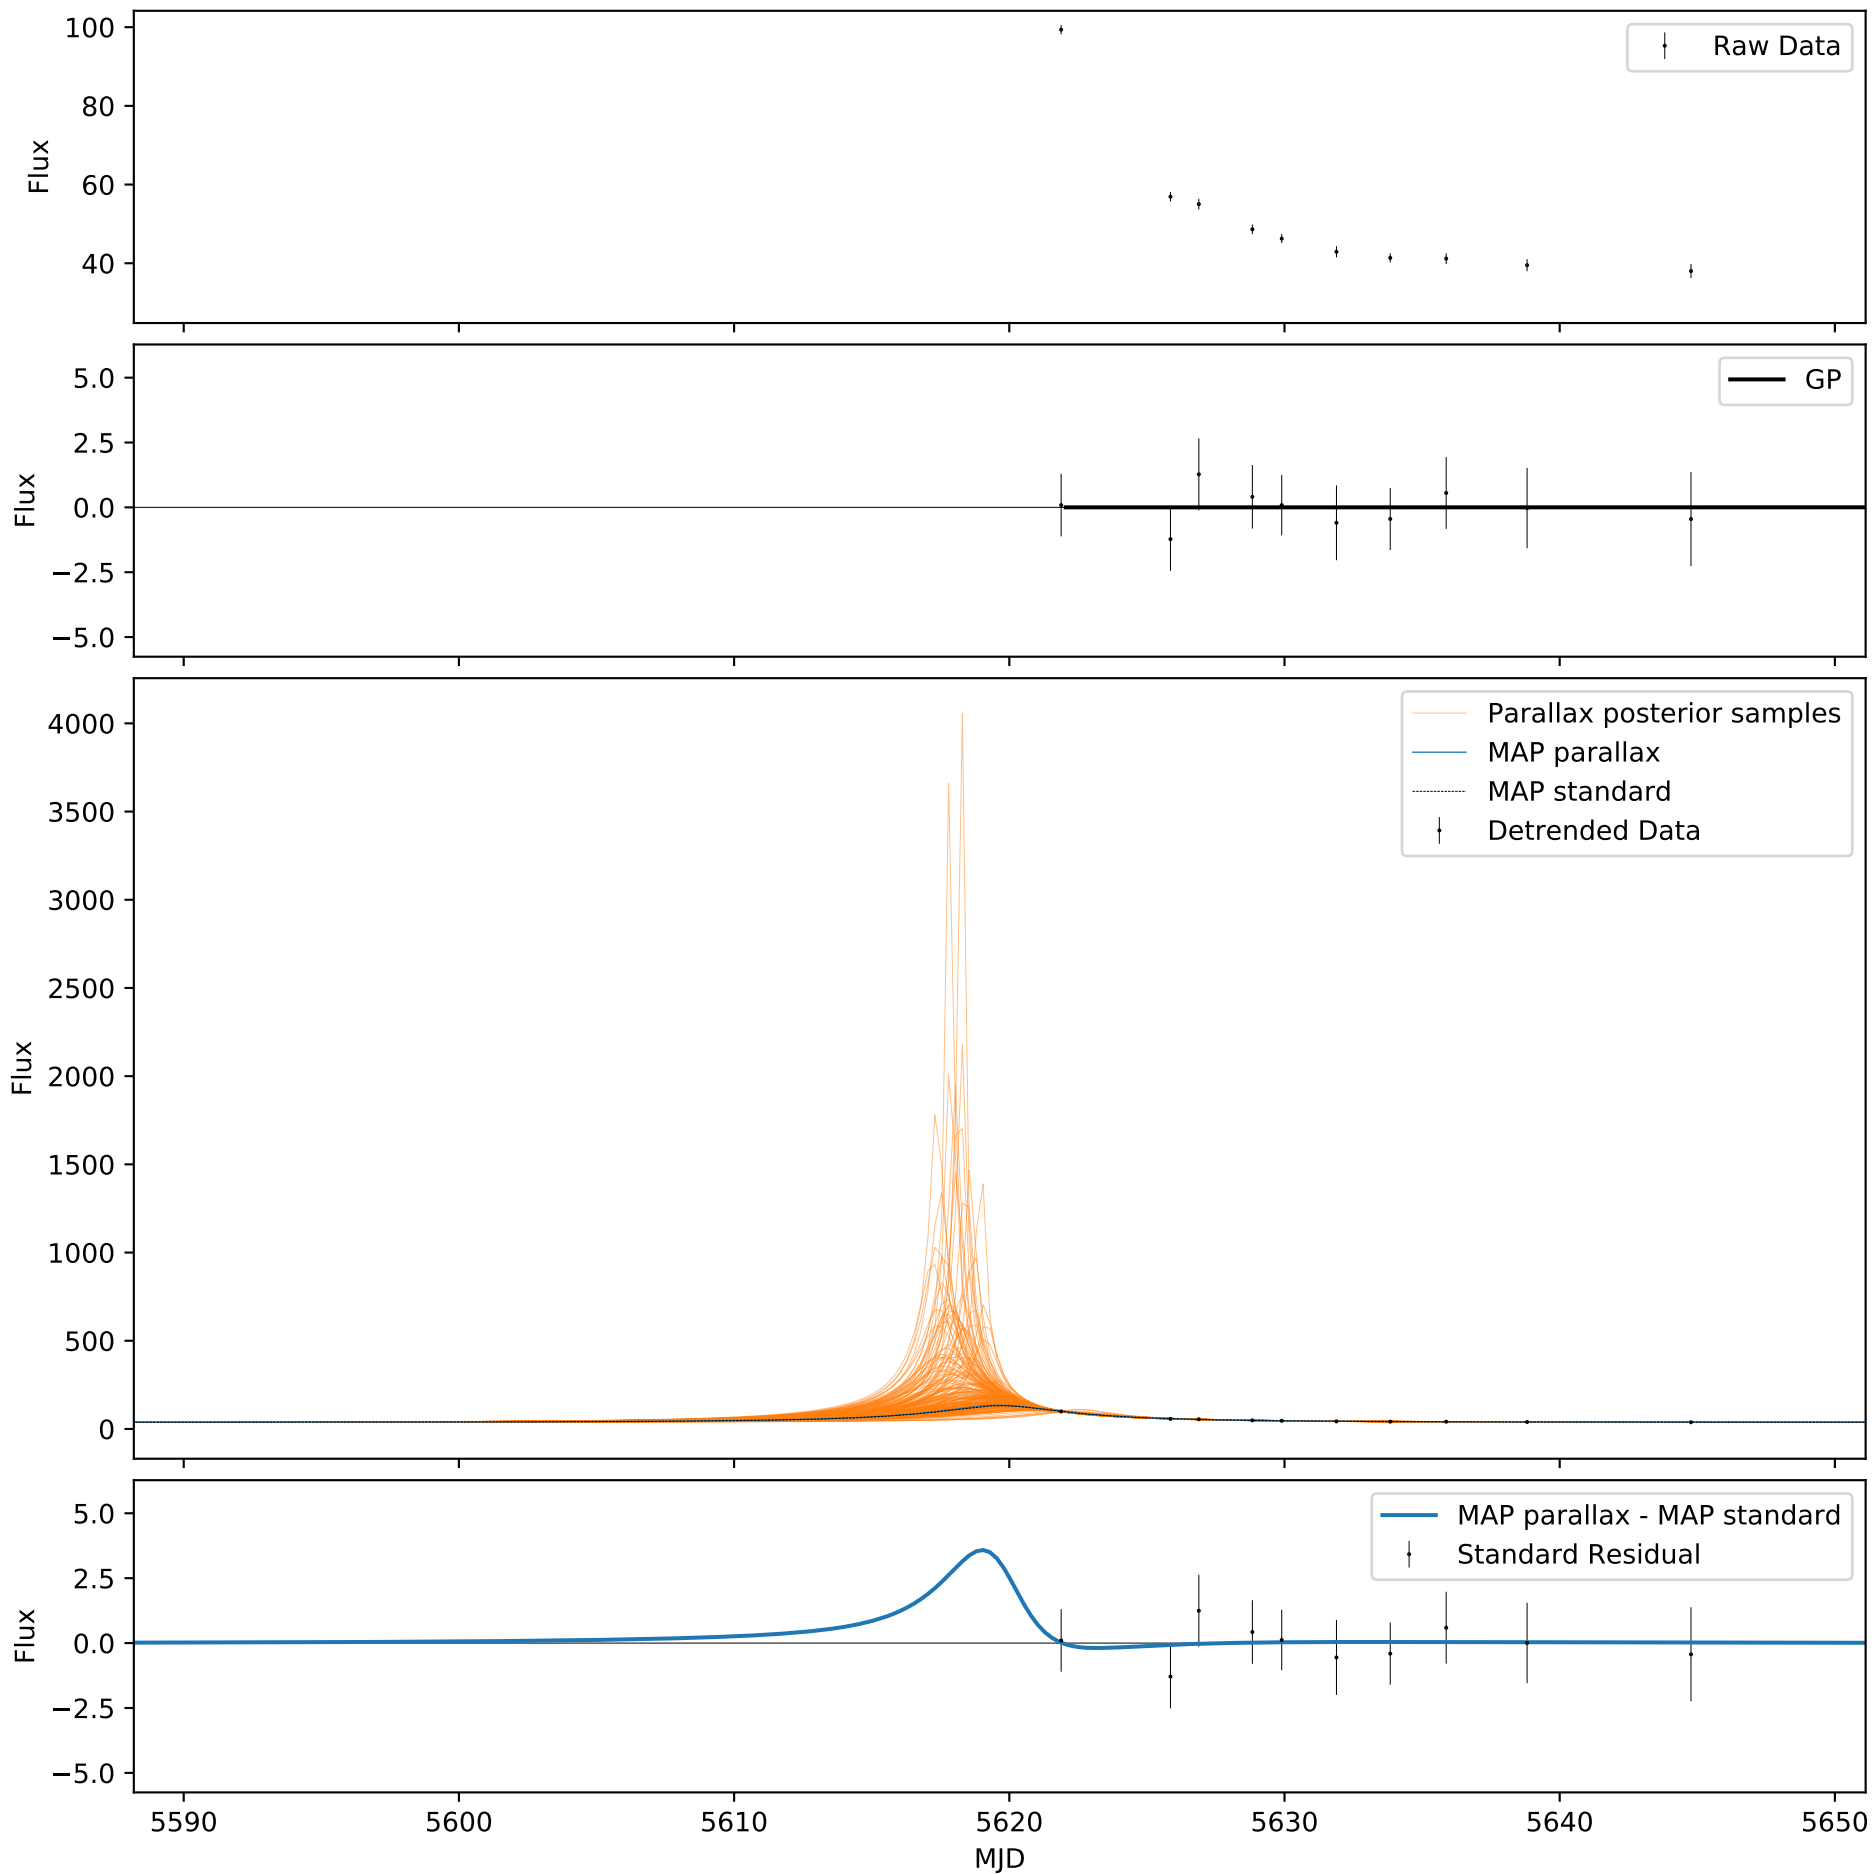 100
80
60
40
Flux
Raw Data
5.0
2.5
0.0
−2.5
−5.0
Flux
GP
4000
3500
3000
2500
2000
1500
1000
500
0
Flux
Parallax posterior samples
MAP parallax
MAP standard
Detrended Data
5.0
2.5
0.0
−2.5
−5.0
Flux
MAP parallax - MAP standard
Standard Residual
5590 5600 5610 5620 5630 5640 5650
MJD